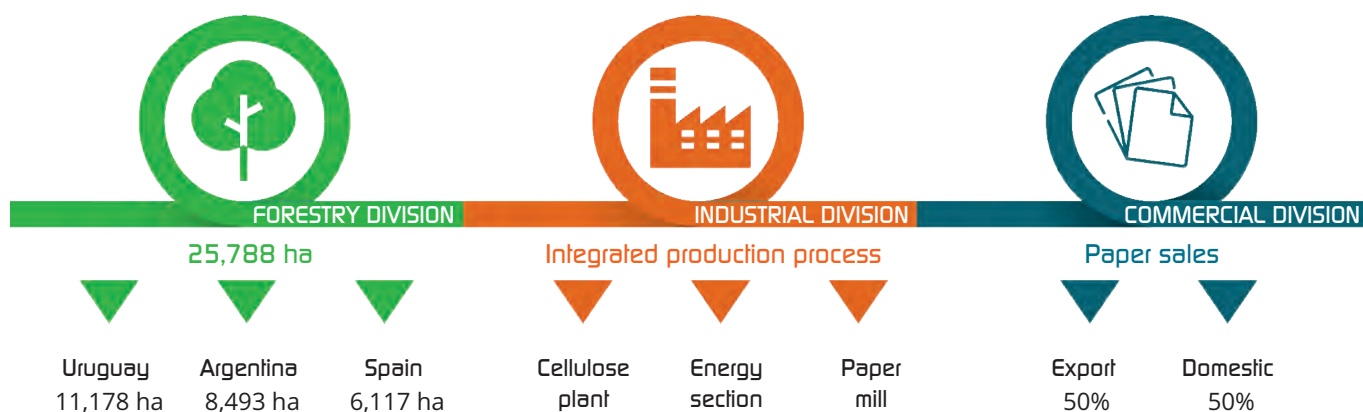 FORESTRY DIVISION
25,788 ha
Uruguay
11,178 ha
Argentina
8,493 ha
Spain
6,117 ha
INDUSTRIAL DIVISION
Integrated production process
Cellulose
plant
Energy
section
Paper
mill
COMMERCIAL DIVISION
Paper sales
Export
50%
Domestic
50%